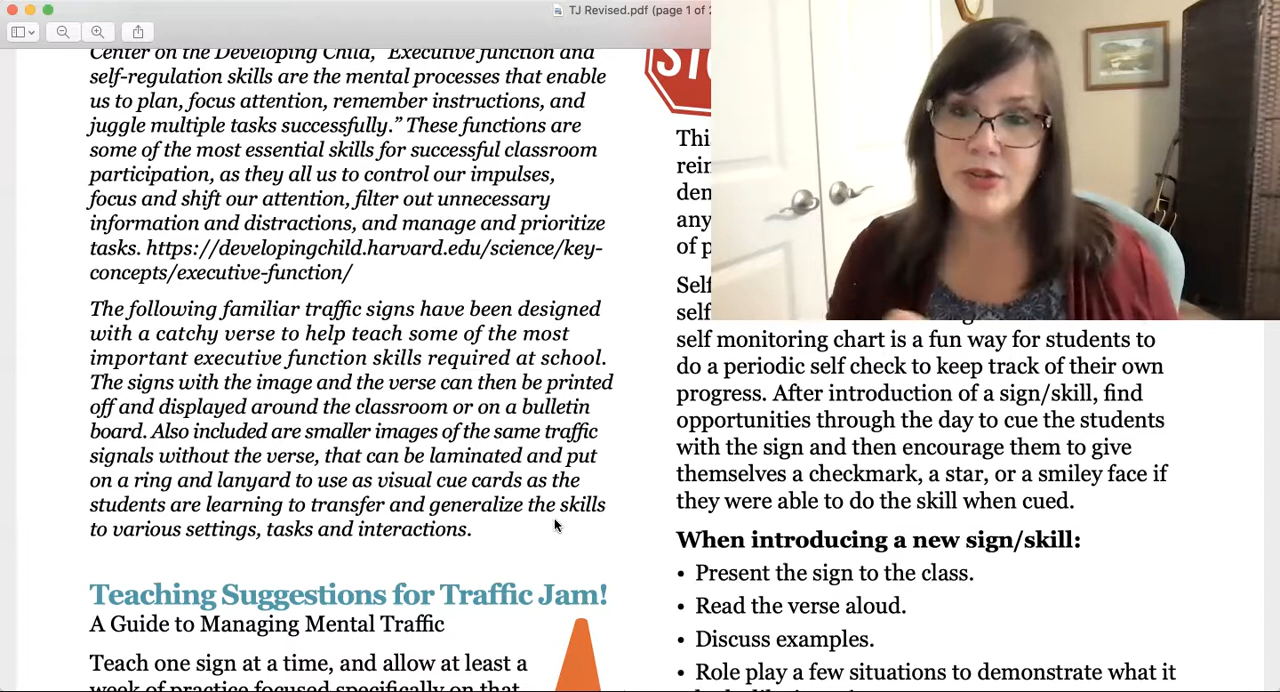 TJ Revised.pdf (page 1 of 2
Center on the Developing Child, "Executive function and
self-regulation skills are the mental processes that enable
us to plan, focus attention, remember instructions, and
juggle multiple tasks successfully.” These functions are
some of the most essential skills for successful classroom
participation, as they all us to control our impulses,
focus and shift our attention, filter out unnecessary
information and distractions, and manage and prioritize
tasks. https://developingchild.harvard.edu/science/key-
concepts/executive-function/
The following familiar traffic signs have been designed
with a catchy verse to help teach some of the most
important executive function skills required at school.
The signs with the image and the verse can then be printed
off and displayed around the classroom or on a bulletin
board. Also included are smaller images of the same traffic
signals without the verse, that can be laminated and put
on a ring and lanyard to use as visual cue cards as the
students are learning to transfer and generalize the skills
to various settings, tasks and interactions.
Teaching Suggestions for Traffic Jam!
A Guide to Managing Mental Traffic
Teach one sign at a time, and allow at least a
week of practice focused specifically on that
STO
Thi
rein
den
any
of p
Self
self
self monitoring chart is a fun way for students to
do a periodic self check to keep track of their own
progress. After introduction of a sign/skill, find
opportunities through the day to cue the students
with the sign and then encourage them to give
themselves a checkmark, a star, or a smiley face if
they were able to do the skill when cued.
When introducing a new sign/skill:
• Present the sign to the class.
• Read the verse aloud.
• Discuss examples.
• Role play a few situations to demonstrate what it